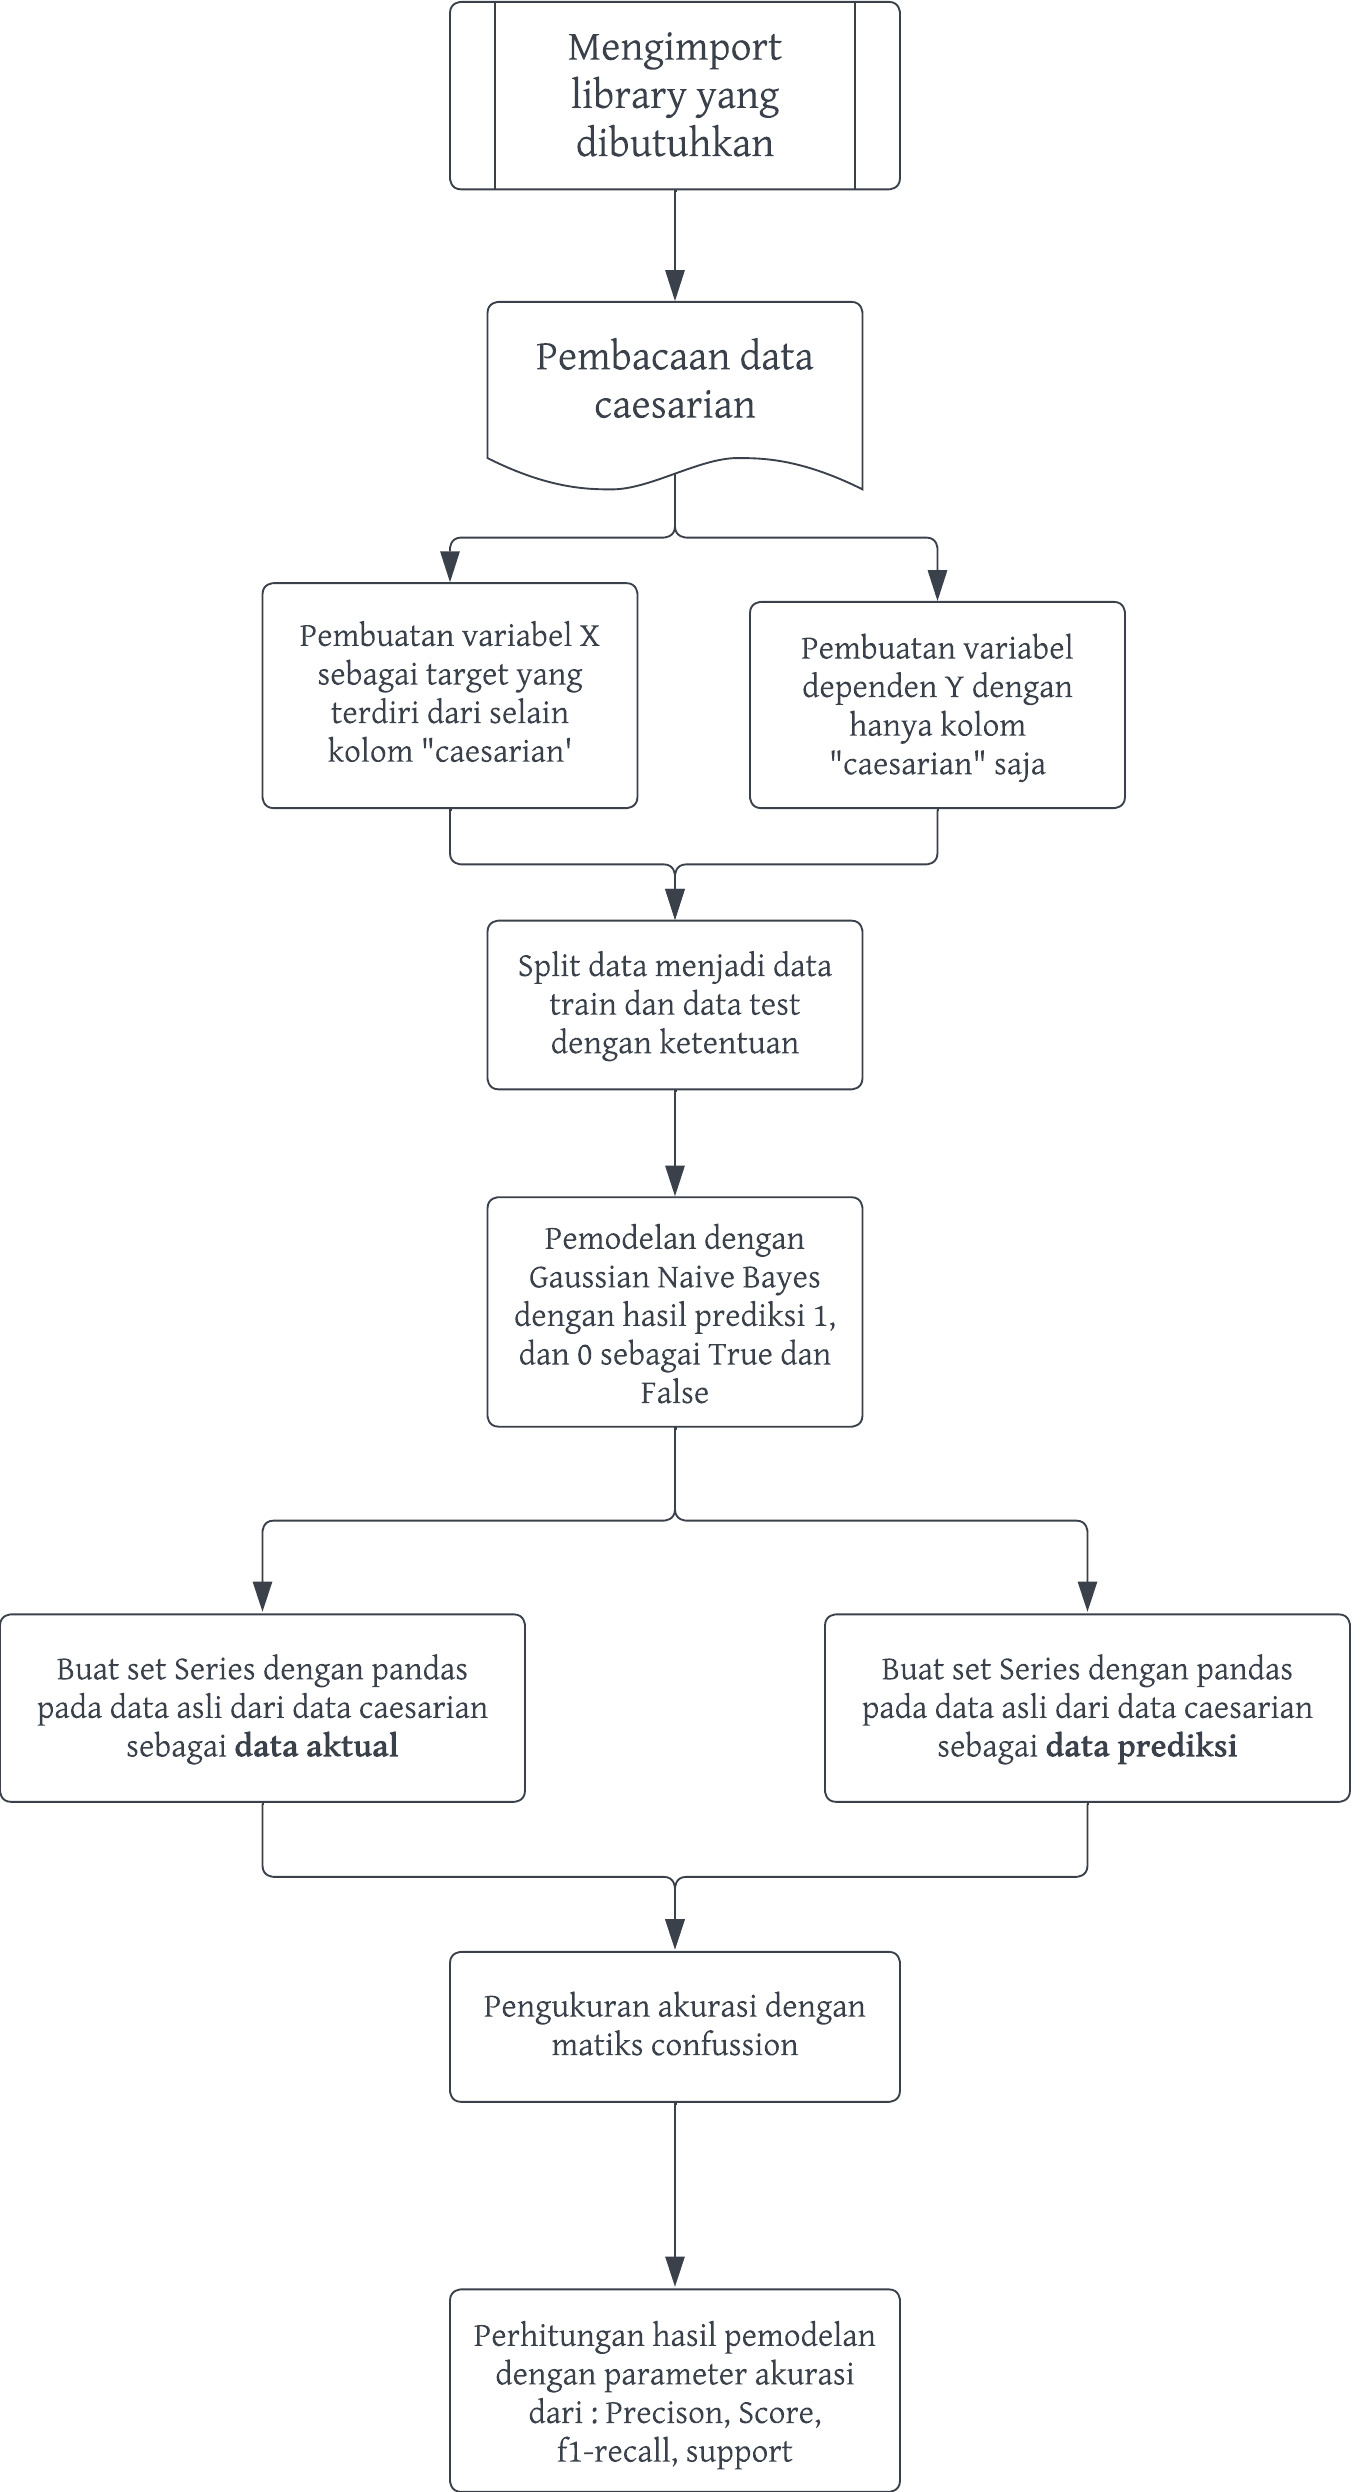 Mengimport
library yang
dibutuhkan
Pembacaan data
caesarian
Pembuatan variabel X
sebagai target yang
terdiri dari selain
kolom "caesarian'
Pembuatan variabel
dependen Y dengan
hanya kolom
"caesarian" saja
Split data menjadi data
train dan data test
dengan ketentuan
Pemodelan dengan
Gaussian Naive Bayes
dengan hasil prediksi 1,
dan 0 sebagai True dan
False
Buat set Series dengan pandas
pada data asli dari data caesarian
sebagai data aktual
Buat set Series dengan pandas
pada data asli dari data caesarian
sebagai data prediksi
Pengukuran akurasi dengan
matiks confussion
Perhitungan hasil pemodelan
dengan parameter akurasi
dari : Precison, Score,
f1-recall, support